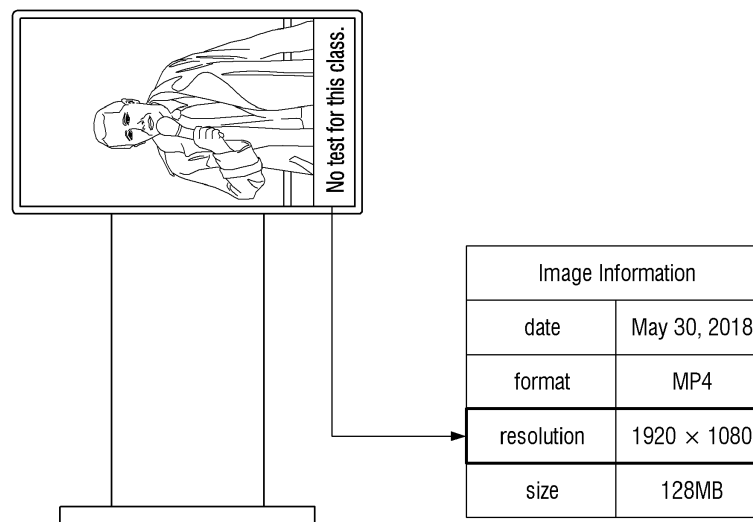 No test for this class.
Image Information
date May 30, 2018
format MP4
resolution 1920 × 1080
size 128MB